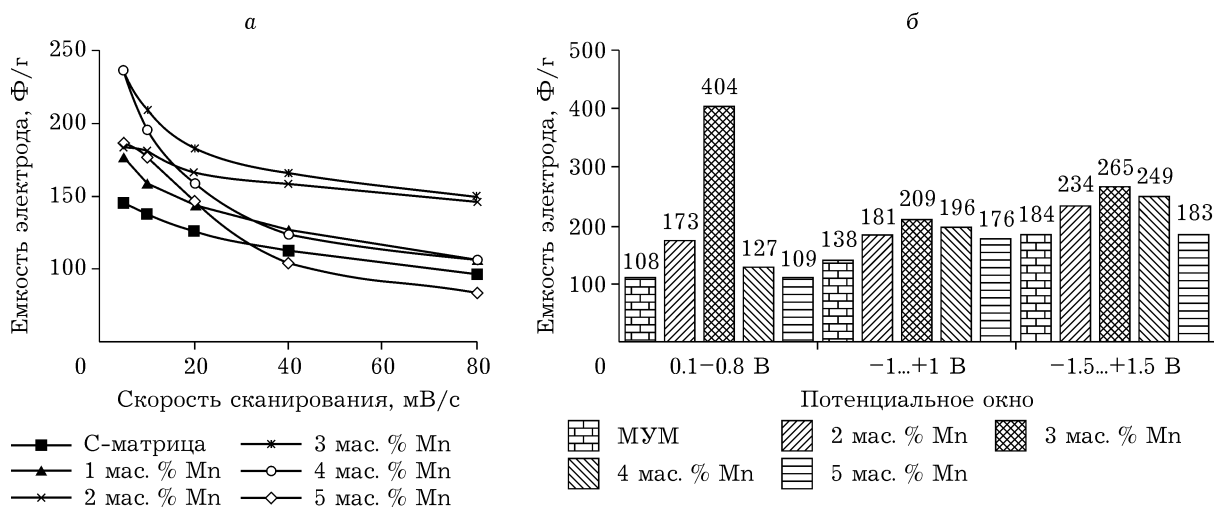 а
Емкость электрода, Ф/г
250
200
150
100
0
20
40
60
80
Скорость сканирования, мВ/с
С-матрица
1 мас. % Mn
2 мас. % Mn
3 мас. % Mn
4 мас. % Mn
5 мас. % Mn
б
Емкость электрода, Ф/г
500
400
300
200
100
0
108
173
404
127
109
138
181
209
196
176
184
234
265
249
183
0.1–0.8 В
−1...+1 В
−1.5...+1.5 В
Потенциальное окно
МУМ
2 мас. % Mn
3 мас. % Mn
4 мас. % Mn
5 мас. % Mn